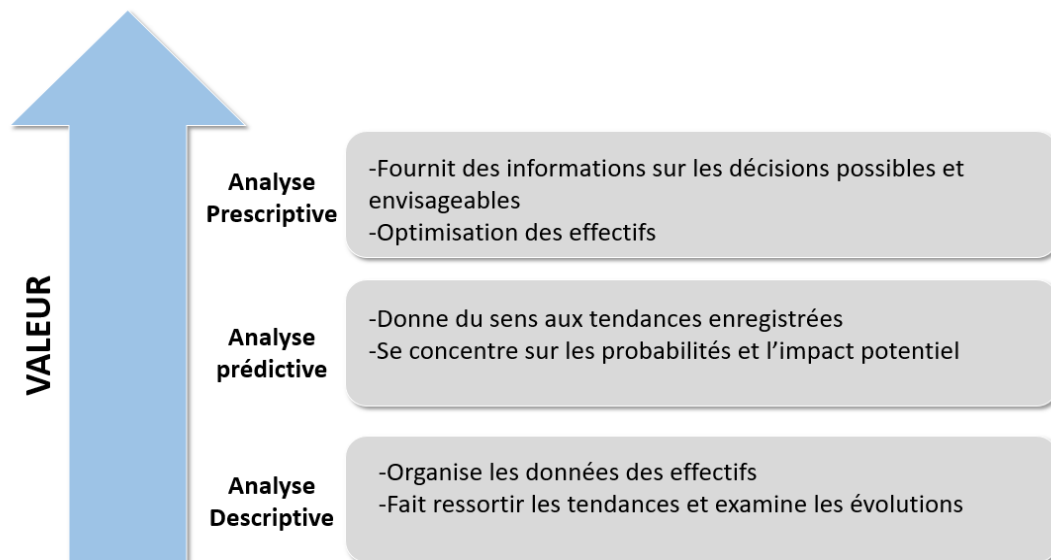 VALEUR
Analyse
Prescriptive
-Fournit des informations sur les décisions possibles et
envisageables
-Optimisation des effectifs
Analyse
prédictive
-Donne du sens aux tendances enregistrées
-Se concentre sur les probabilités et l’impact potentiel
Analyse
Descriptive
-Organise les données des effectifs
-Fait ressortir les tendances et examine les évolutions